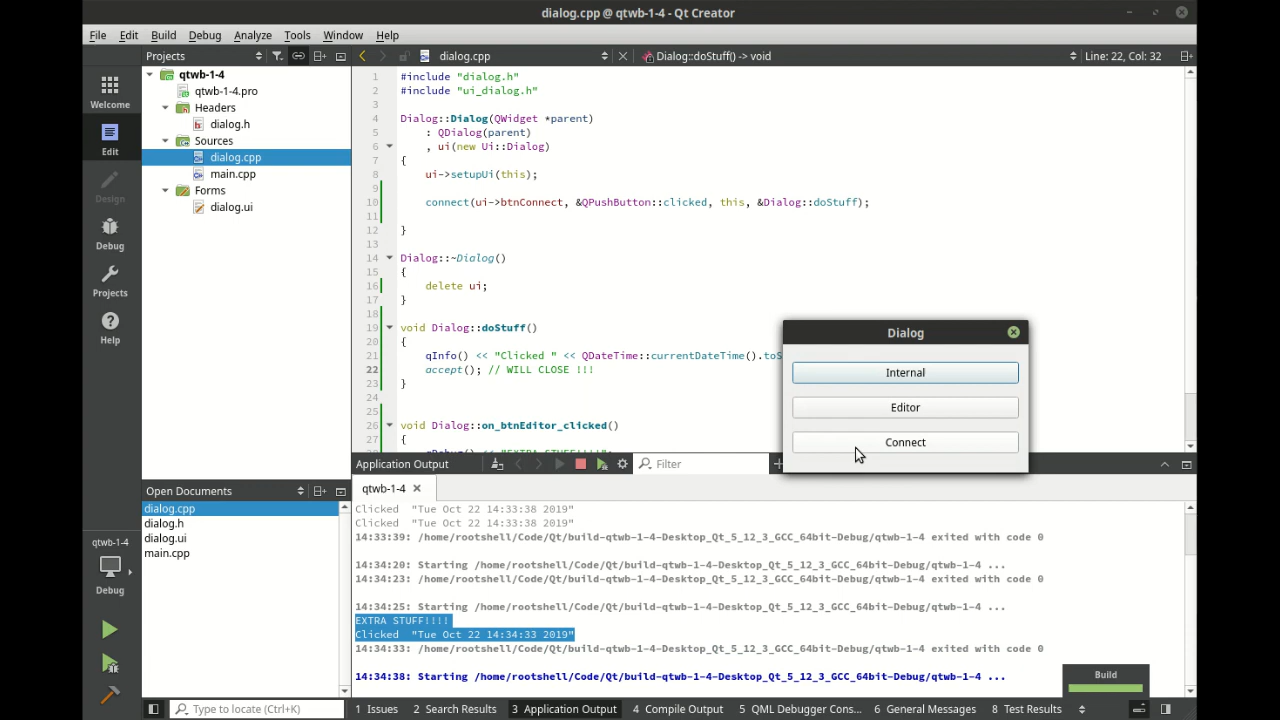 dialog.cpp @ qtwb-1-4 - Qt Creator
File Edit Build Debug Analyze Tools Window Help
Projects
dialog.cpp
Dialog::doStuff() -> void
Line: 22, Col: 32
Welcome
Edit
Design
Debug
Projects
Help
qtwb-1-4
qtwb-1-4.pro
Headers
dialog.h
Sources
dialog.cpp
main.cpp
Forms
dialog.ui
1 #include "dialog.h"
2 #include "ui_dialog.h"
3
4 Dialog::Dialog(QWidget *parent)
5 : QDialog(parent)
6 , ui(new Ui::Dialog)
7 {
8 ui->setupUi(this);
9
10 connect(ui->btnConnect, &QPushButton::clicked, this, &Dialog::doStuff);
11
12 }
13
14 Dialog::~Dialog()
15 {
16 delete ui;
17 }
18
19 void Dialog::doStuff()
20 {
21 qInfo() << "Clicked " << QDateTime::currentDateTime().toS
22 accept(); // WILL CLOSE !!!
23 }
24
25
26 void Dialog::on_btnEditor_clicked()
27 {
Dialog
Internal
Editor
Connect
Application Output
Filter
qtwb-1-4
Clicked "Tue Oct 22 14:33:38 2019"
Clicked "Tue Oct 22 14:33:38 2019"
14:33:39: /home/rootshell/Code/Qt/build-qtwb-1-4-Desktop_Qt_5_12_3_GCC_64bit-Debug/qtwb-1-4 exited with code 0
14:34:20: Starting /home/rootshell/Code/Qt/build-qtwb-1-4-Desktop_Qt_5_12_3_GCC_64bit-Debug/qtwb-1-4 ...
14:34:23: /home/rootshell/Code/Qt/build-qtwb-1-4-Desktop_Qt_5_12_3_GCC_64bit-Debug/qtwb-1-4 exited with code 0
14:34:25: Starting /home/rootshell/Code/Qt/build-qtwb-1-4-Desktop_Qt_5_12_3_GCC_64bit-Debug/qtwb-1-4 ...
EXTRA STUFF!!!!
Clicked "Tue Oct 22 14:34:33 2019"
14:34:33: /home/rootshell/Code/Qt/build-qtwb-1-4-Desktop_Qt_5_12_3_GCC_64bit-Debug/qtwb-1-4 exited with code 0
14:34:38: Starting /home/rootshell/Code/Qt/build-qtwb-1-4-Desktop_Qt_5_12_3_GCC_64bit-Debug/qtwb-1-4 ...
Build
Open Documents
dialog.cpp
dialog.h
dialog.ui
main.cpp
qtwb-1-4
Debug
Type to locate (Ctrl+K)
1 Issues 2 Search Results 3 Application Output 4 Compile Output 5 QML Debugger Cons... 6 General Messages 8 Test Results